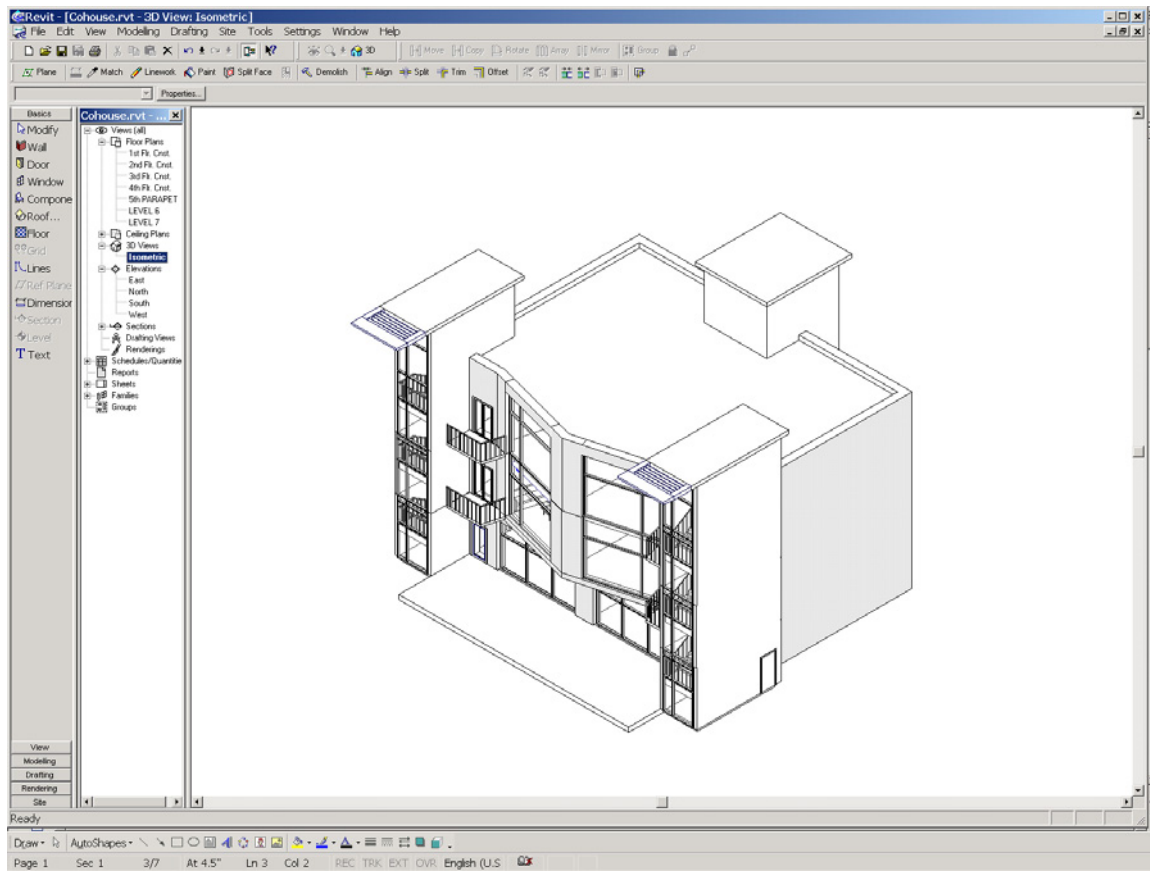 Revit - [Cohouse.rvt - 3D View: Isometric]
File Edit View Modelling Drafting Site Tools Settings Window Help
3D Move Copy Rotate Array Mirror Group
Plane Match Linework Paint Split Face Demolish Align Split Trim Offset
Properties...
Basics
Modify
Wall
Door
Window
Compone
Roof...
Floor
Grid
Lines
Ref Plane
Dimension
Section
Level
Text
View
Modeling
Drafting
Rendering
Site
Cohouse.rvt - ...
Views (all)
Floor Plans
1st Flr. Cnst.
2nd Flr. Cnst.
3rd Flr. Cnst.
4th Flr. Cnst.
5th PARAPET
LEVEL 6
LEVEL 7
Ceiling Plans
3D Views
Isometric
Elevations
East
North
South
West
Sections
Drafting Views
Renderings
Schedules/Quantitie
Reports
Sheets
Families
Groups
Ready
Draw AutoShapes
Page 1 Sec 1 3/7 At 4.5" Ln 3 Col 2 REC TRK EXT OVR English (U.S